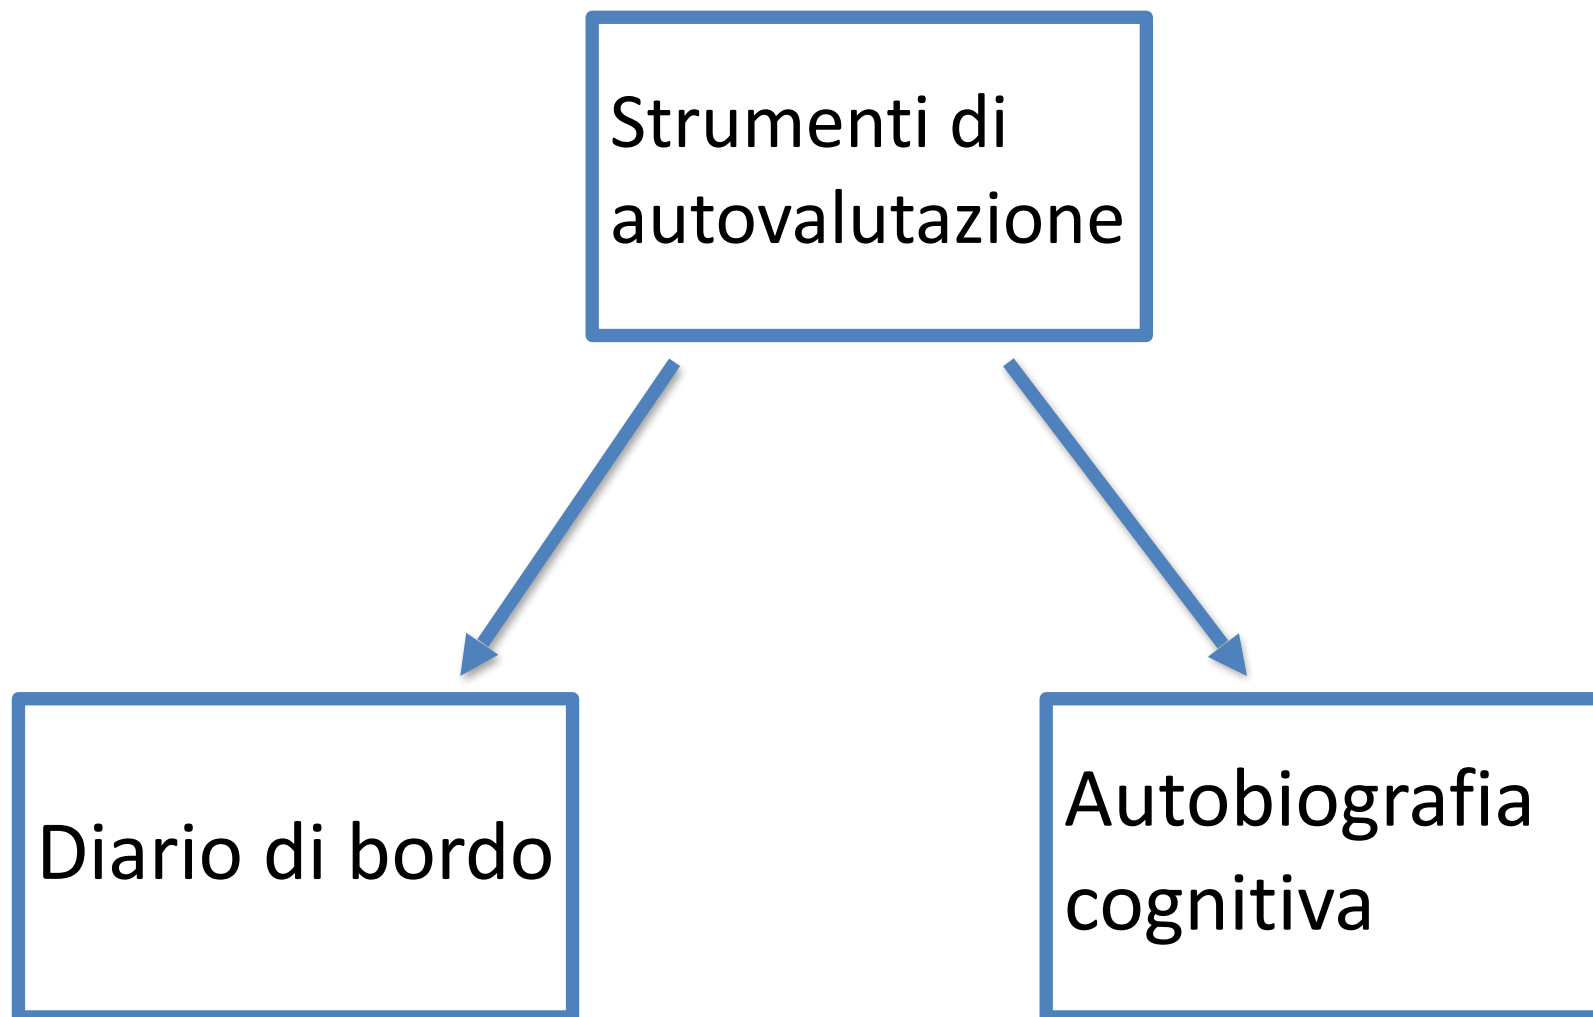 Strumenti di
autovalutazione
Diario di bordo
Autobiografia
cognitiva